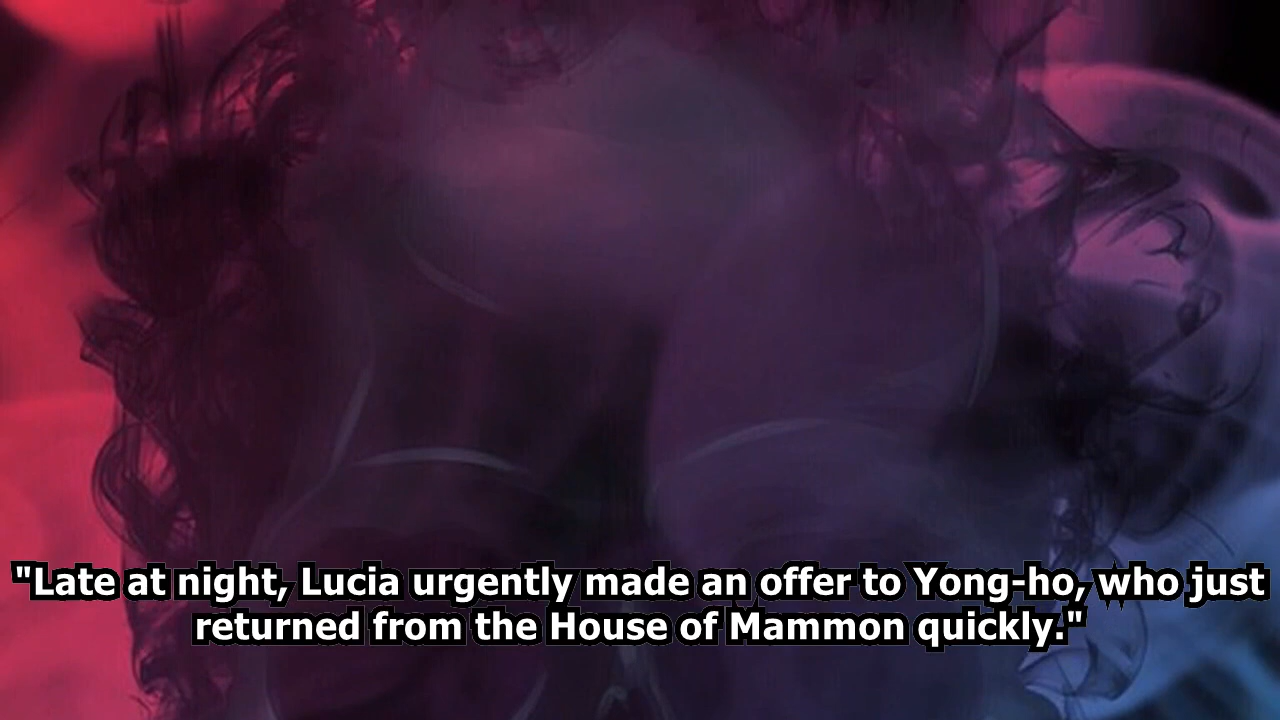 "Late at night, Lucia urgently made an offer to Yong-ho, who just
returned from the House of Mammon quickly."